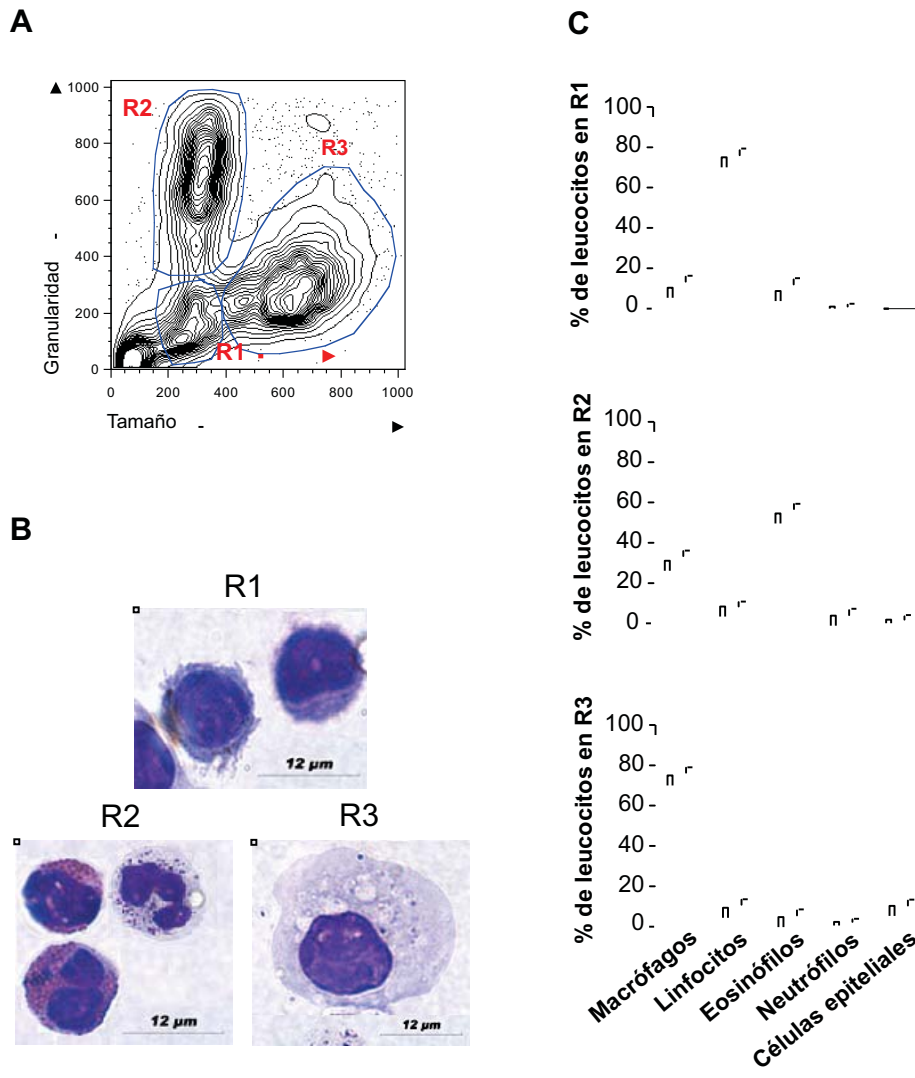 A
Granularidad -
1000
800
600
400
200
0
R2
R3
R1
0 200 400 600 800 1000
Tamaño -
B
R1
12 µm
R2
12 µm
R3
12 µm
C
% de leucocitos en R1
100
80
60
40
20
0
% de leucocitos en R2
100
80
60
40
20
0
% de leucocitos en R3
100
80
60
40
20
0
Macrófagos
Linfocitos
Eosinófilos
Neutrófilos
Células epiteliales